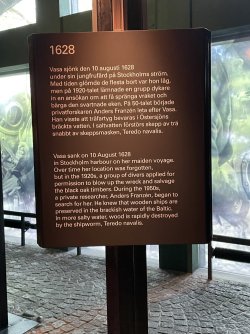 1628
Vasa sjönk den 10 augusti 1628
under sin jungfrufärd på Stockholms ström.
Med tiden glömde de flesta bort var hon låg,
men på 1920-talet lämnade en grupp dykare
in en ansökan om att få spränga vraket och
bärga den svartnade eken. På 50-talet började
privatforskaren Anders Franzén leta efter Vasa.
Han visste att träfartyg bevaras i Östersjöns
bräckta vatten. I saltvatten förstörs skepp av trä
snabbt av skeppsmasken, Teredo navalis.
Vasa sank on 10 August 1628
in Stockholm harbour on her maiden voyage.
Over time her location was forgotten,
but in the 1920s, a group of divers applied for
permission to blow up the wreck and salvage
the black oak timbers. During the 1950s,
a private researcher, Anders Franzén, began to
search for her. He knew that wooden ships are
preserved in the brackish water of the Baltic.
In more salty water, wood is rapidly destroyed
by the shipworm, Teredo navalis.